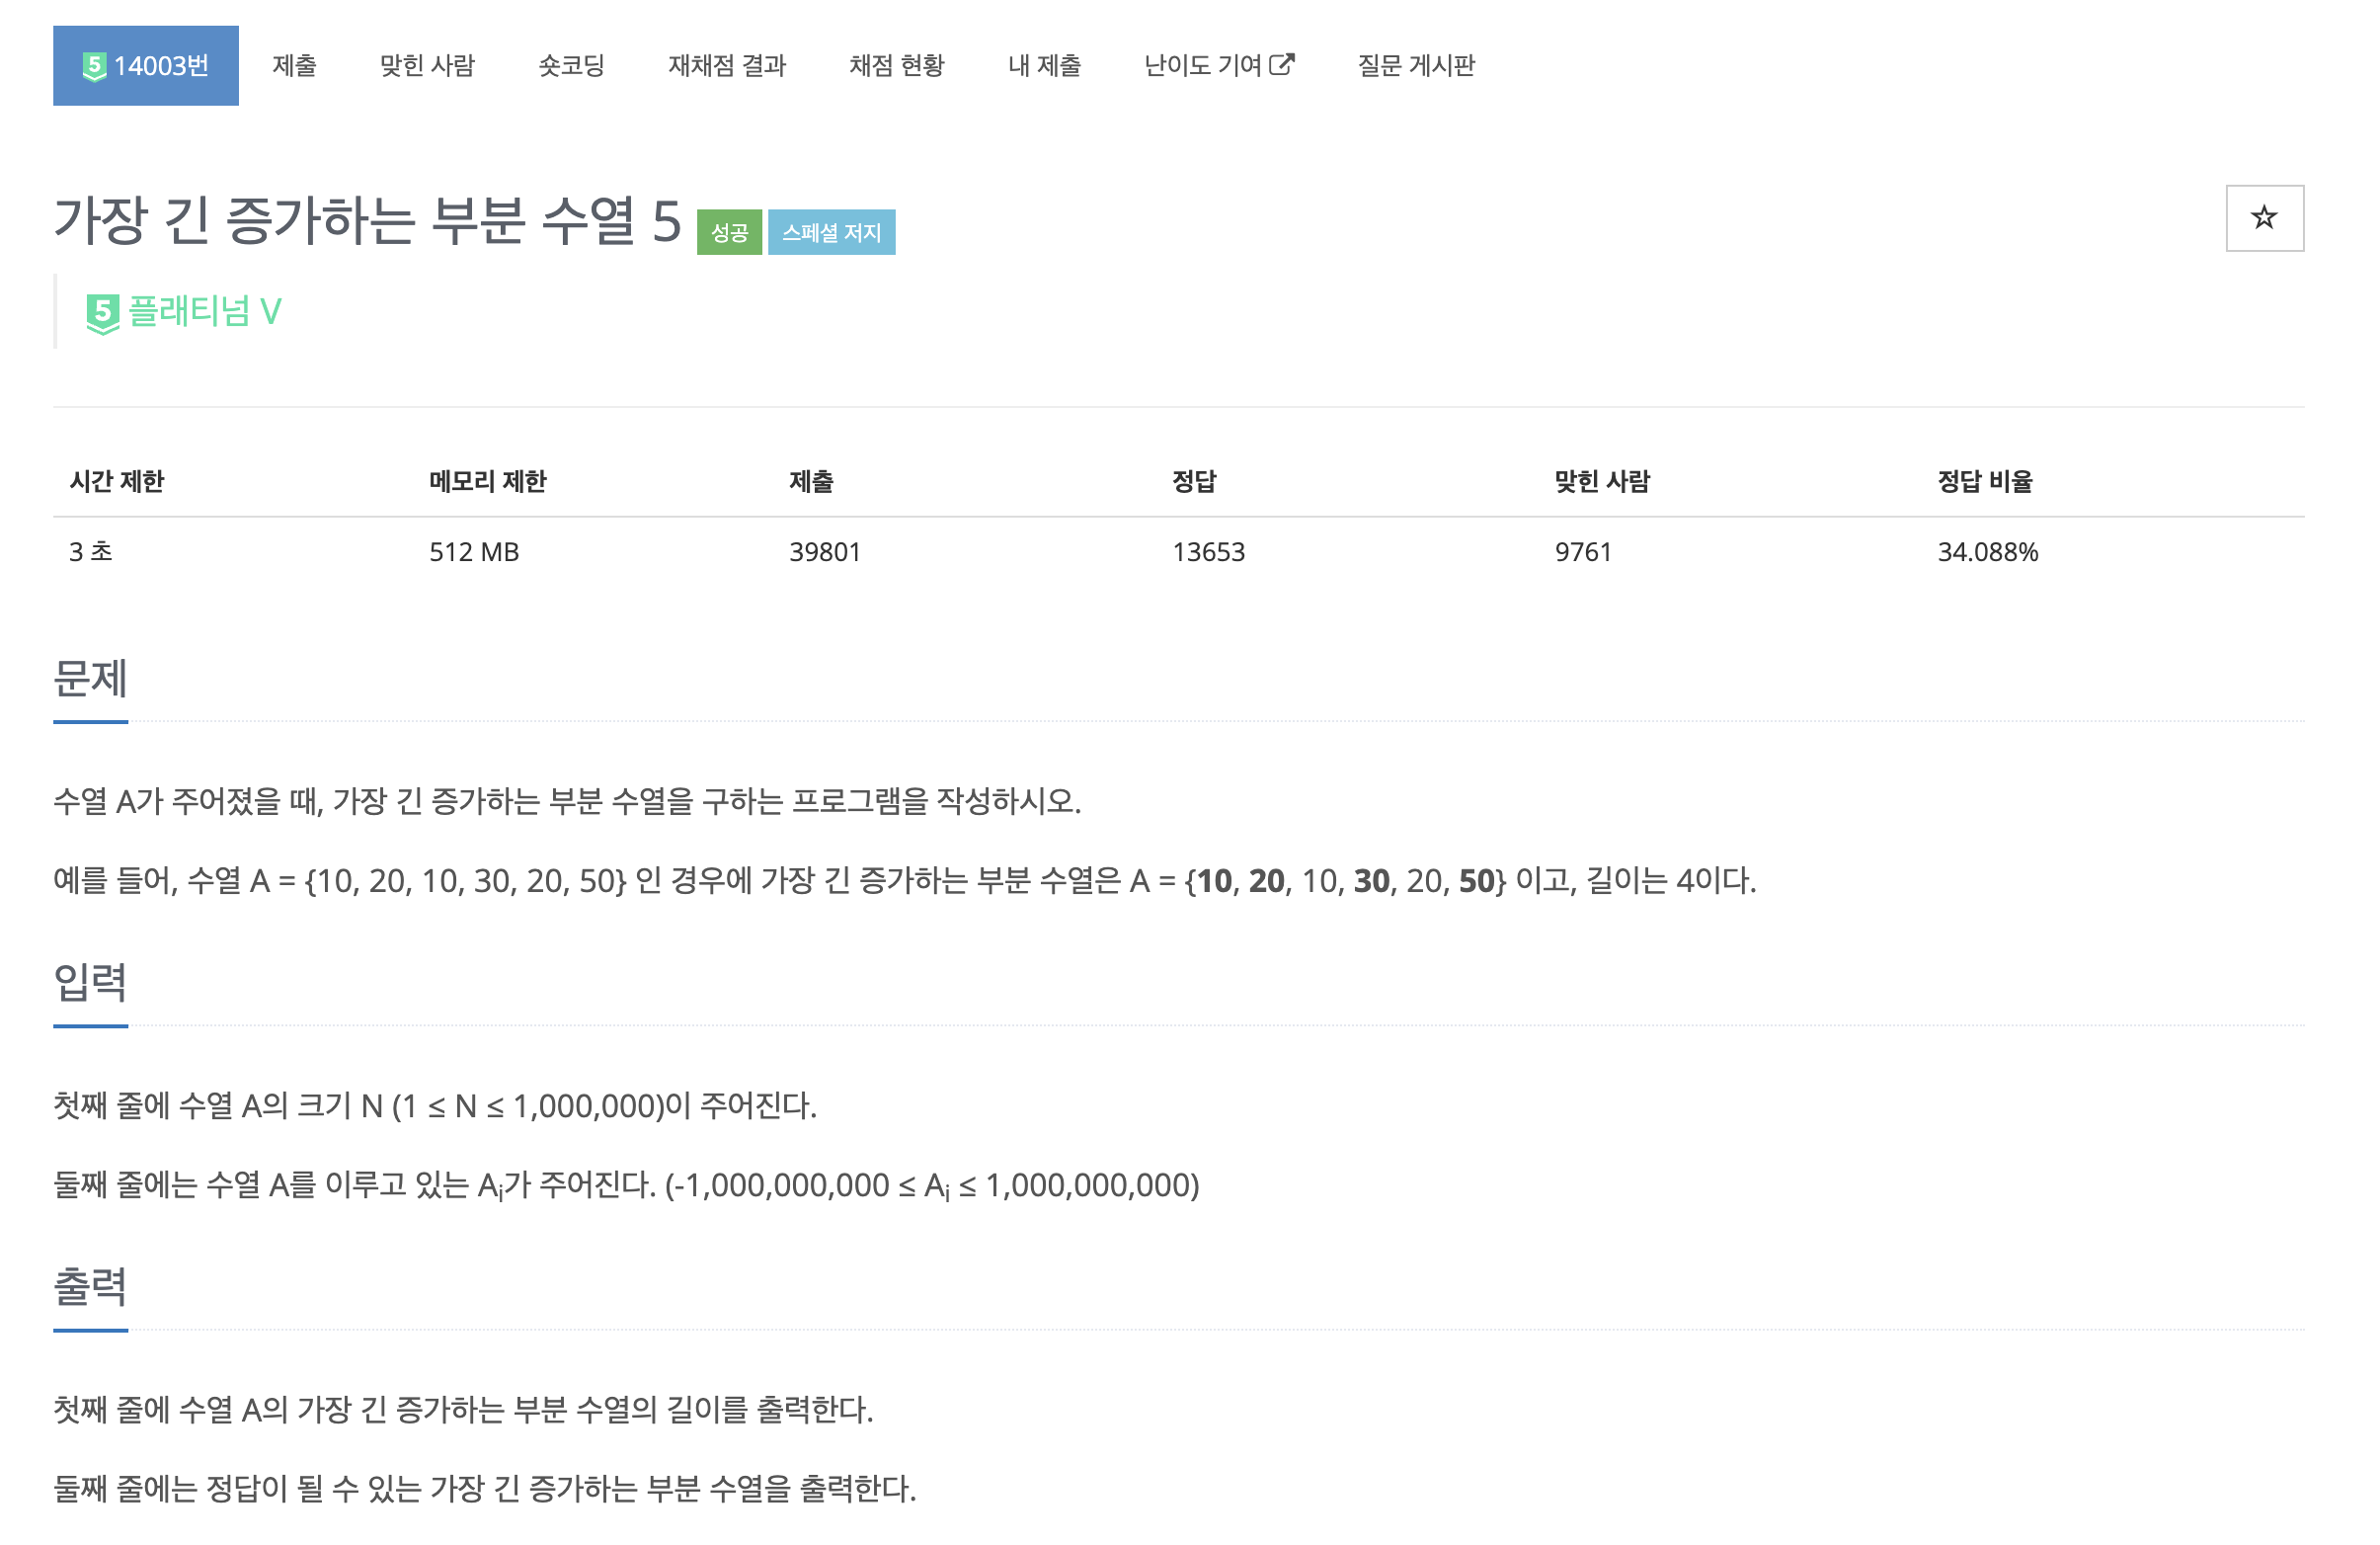 5 14003번 제출 맞힌 사람 숏코딩 재채점 결과 채점 현황 내 제출 난이도 기여 질문 게시판
가장 긴 증가하는 부분 수열 5 성공 스페셜 저지
5 플래티넘 V
시간 제한 메모리 제한 제출 정답 맞힌 사람 정답 비율
3 초 512 MB 39801 13653 9761 34.088%
문제
수열 A가 주어졌을 때, 가장 긴 증가하는 부분 수열을 구하는 프로그램을 작성하시오.
예를 들어, 수열 A = {10, 20, 10, 30, 20, 50} 인 경우에 가장 긴 증가하는 부분 수열은 A = {10, 20, 10, 30, 20, 50} 이고, 길이는 4이다.
입력
첫째 줄에 수열 A의 크기 N (1 ≤ N ≤ 1,000,000)이 주어진다.
둘째 줄에는 수열 A를 이루고 있는 Ai가 주어진다. (-1,000,000,000 ≤ Ai ≤ 1,000,000,000)
출력
첫째 줄에 수열 A의 가장 긴 증가하는 부분 수열의 길이를 출력한다.
둘째 줄에는 정답이 될 수 있는 가장 긴 증가하는 부분 수열을 출력한다.